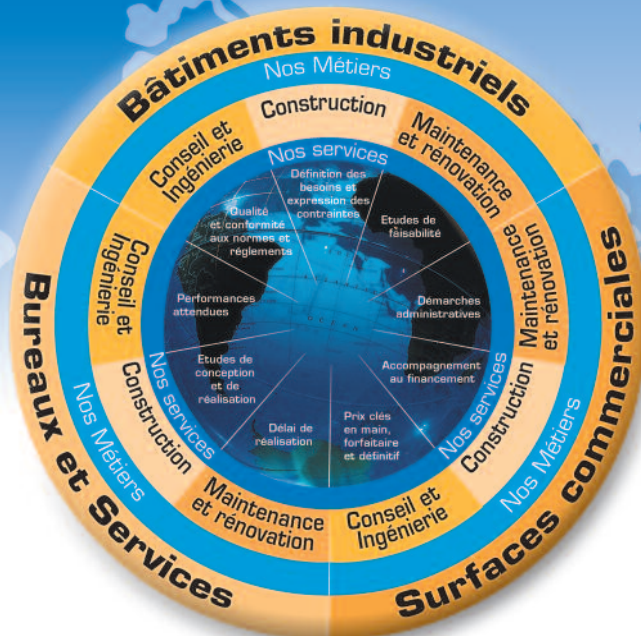 Bâtiments industriels
Nos Métiers
Conseil et
Ingénierie
Construction
Maintenance
et rénovation
Surfaces commerciales
Nos Métiers
Maintenance
et rénovation
Construction
Conseil et
Ingénierie
Bureaux et Services
Nos Métiers
Maintenance
et rénovation
Construction
Conseil et
Ingénierie
Nos services
Définition des
besoins et
expression des
contraintes
Etudes de
faisabilité
Démarches
administratives
Accompagnement
au financement
Nos services
Prix clés
en main,
forfaitaire
et définitif
Délai de
réalisation
Nos services
Etudes de
conception
et de
réalisation
Performances
attendues
Qualité
et conformité
aux normes et
réglements